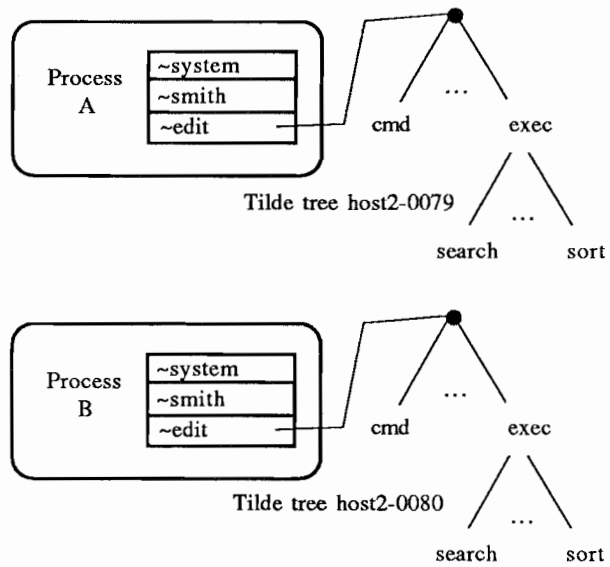 Process
A
~system
~smith
~edit
...
cmd
exec
Tilde tree host2-0079
...
search
sort
Process
B
~system
~smith
~edit
...
cmd
exec
Tilde tree host2-0080
...
search
sort